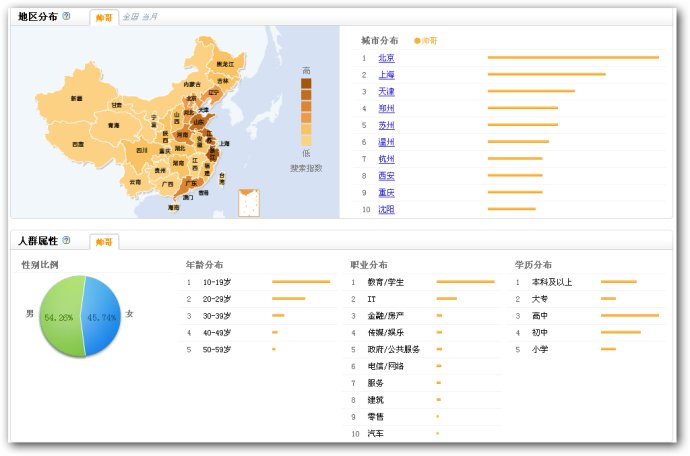 地区分布 帅哥 全国 当月
黑龙江
吉林
内蒙古
辽宁
新疆
北京
甘肃
天津
河北
山西
宁夏
山东
青海
陕西
河南
西藏
安徽
上海
四川
重庆
湖北
湖南
江西
贵州
福建
云南
广西
广东
台湾
香港
澳门
海南
高
低
搜索指数
城市分布 帅哥
1 北京
2 上海
3 天津
4 郑州
5 苏州
6 温州
7 杭州
8 西安
9 重庆
10 沈阳
人群属性 帅哥
性别比例
男 54.26% 45.74% 女
年龄分布
1 10-19岁
2 20-29岁
3 30-39岁
4 40-49岁
5 50-59岁
职业分布
1 教育/学生
2 IT
3 金融/房产
4 传媒/娱乐
5 政府/公共服务
6 电信/网络
7 服务
8 建筑
9 零售
10 汽车
学历分布
1 本科及以上
2 大专
3 高中
4 初中
5 小学